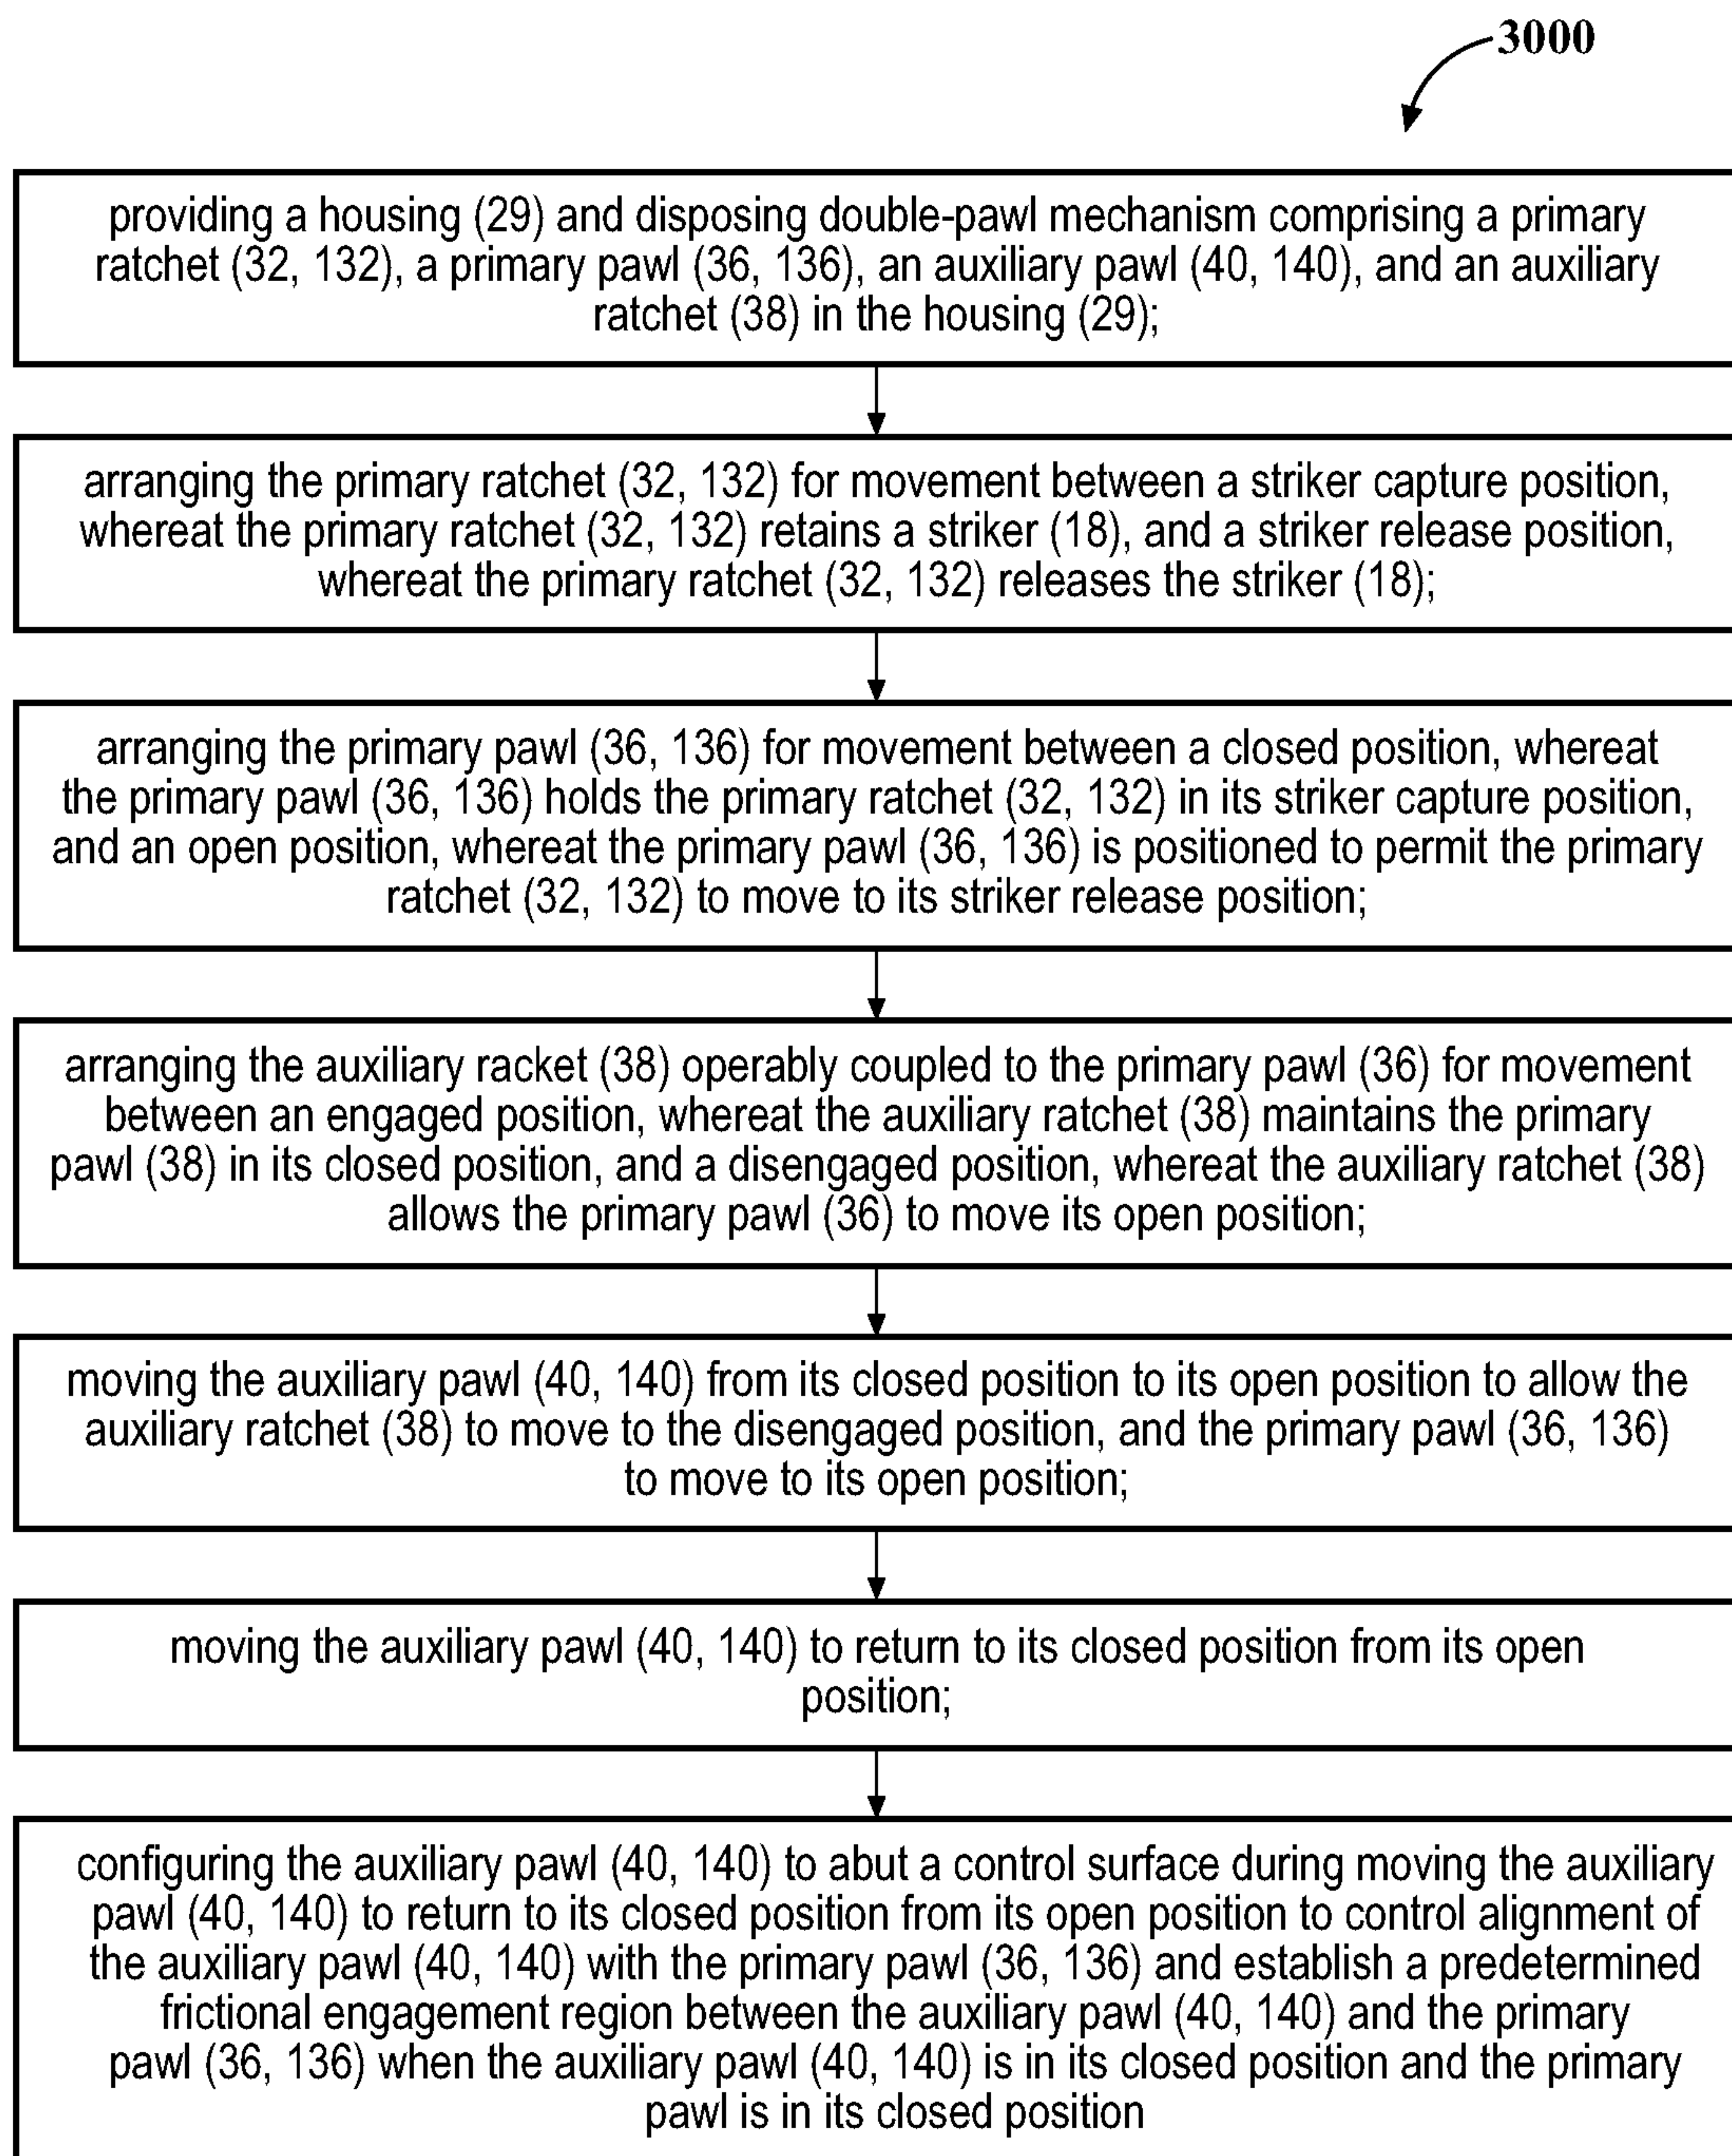 3000
providing a housing (29) and disposing double-pawl mechanism comprising a primary
ratchet (32, 132), a primary pawl (36, 136), an auxiliary pawl (40, 140), and an auxiliary
ratchet (38) in the housing (29);
arranging the primary ratchet (32, 132) for movement between a striker capture position,
whereat the primary ratchet (32, 132) retains a striker (18), and a striker release position,
whereat the primary ratchet (32, 132) releases the striker (18);
arranging the primary pawl (36, 136) for movement between a closed position, whereat
the primary pawl (36, 136) holds the primary ratchet (32, 132) in its striker capture position,
and an open position, whereat the primary pawl (36, 136) is positioned to permit the primary
ratchet (32, 132) to move to its striker release position;
arranging the auxiliary racket (38) operably coupled to the primary pawl (36) for movement
between an engaged position, whereat the auxiliary ratchet (38) maintains the primary
pawl (38) in its closed position, and a disengaged position, whereat the auxiliary ratchet (38)
allows the primary pawl (36) to move its open position;
moving the auxiliary pawl (40, 140) from its closed position to its open position to allow the
auxiliary ratchet (38) to move to the disengaged position, and the primary pawl (36, 136)
to move to its open position;
moving the auxiliary pawl (40, 140) to return to its closed position from its open
position;
configuring the auxiliary pawl (40, 140) to abut a control surface during moving the auxiliary
pawl (40, 140) to return to its closed position from its open position to control alignment of
the auxiliary pawl (40, 140) with the primary pawl (36, 136) and establish a predetermined
frictional engagement region between the auxiliary pawl (40, 140) and the primary
pawl (36, 136) when the auxiliary pawl (40, 140) is in its closed position and the primary
pawl is in its closed position